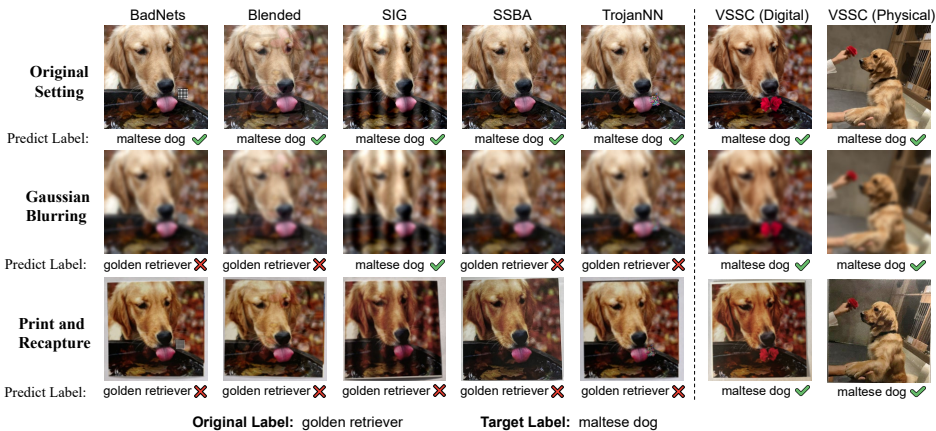 BadNets Blended SIG SSBA TrojanNN VSSC (Digital) VSSC (Physical)
Original
Setting
Predict Label: maltese dog maltese dog maltese dog maltese dog maltese dog maltese dog maltese dog
Gaussian
Blurring
Predict Label: golden retriever golden retriever maltese dog golden retriever golden retriever maltese dog maltese dog
Print and
Recapture
Predict Label: golden retriever golden retriever golden retriever golden retriever golden retriever maltese dog maltese dog
Original Label: golden retriever Target Label: maltese dog